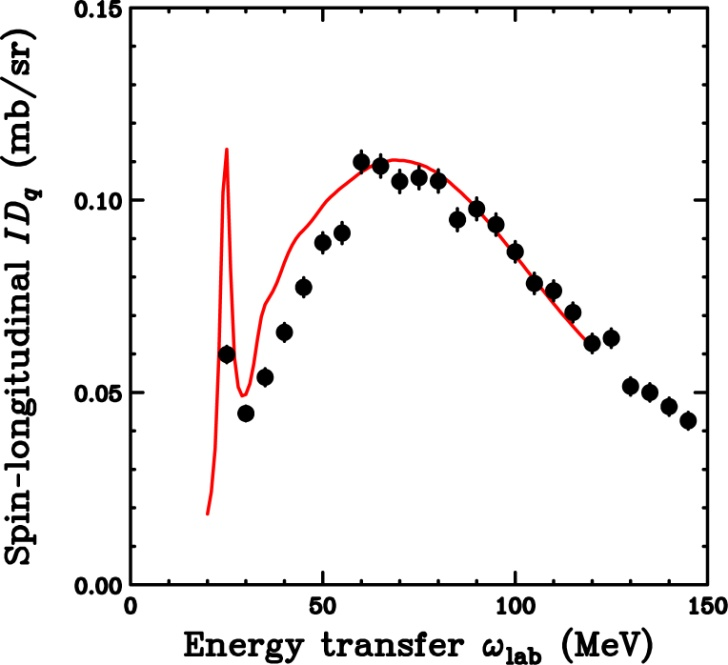 Spin-longitudinal ID_q (mb/sr)
0.15
0.10
0.05
0.00
0 50 100 150
Energy transfer ω_lab (MeV)